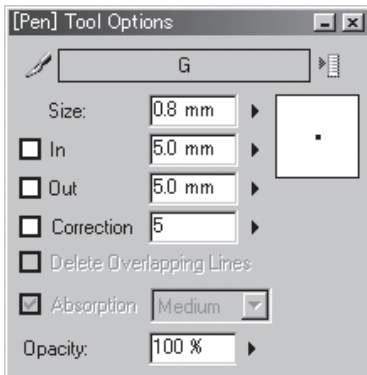 [Pen] Tool Options
G
Size: 0.8 mm
In 5.0 mm
Out 5.0 mm
Correction 5
Delete Overlapping Lines
Absorption Medium
Opacity: 100 %